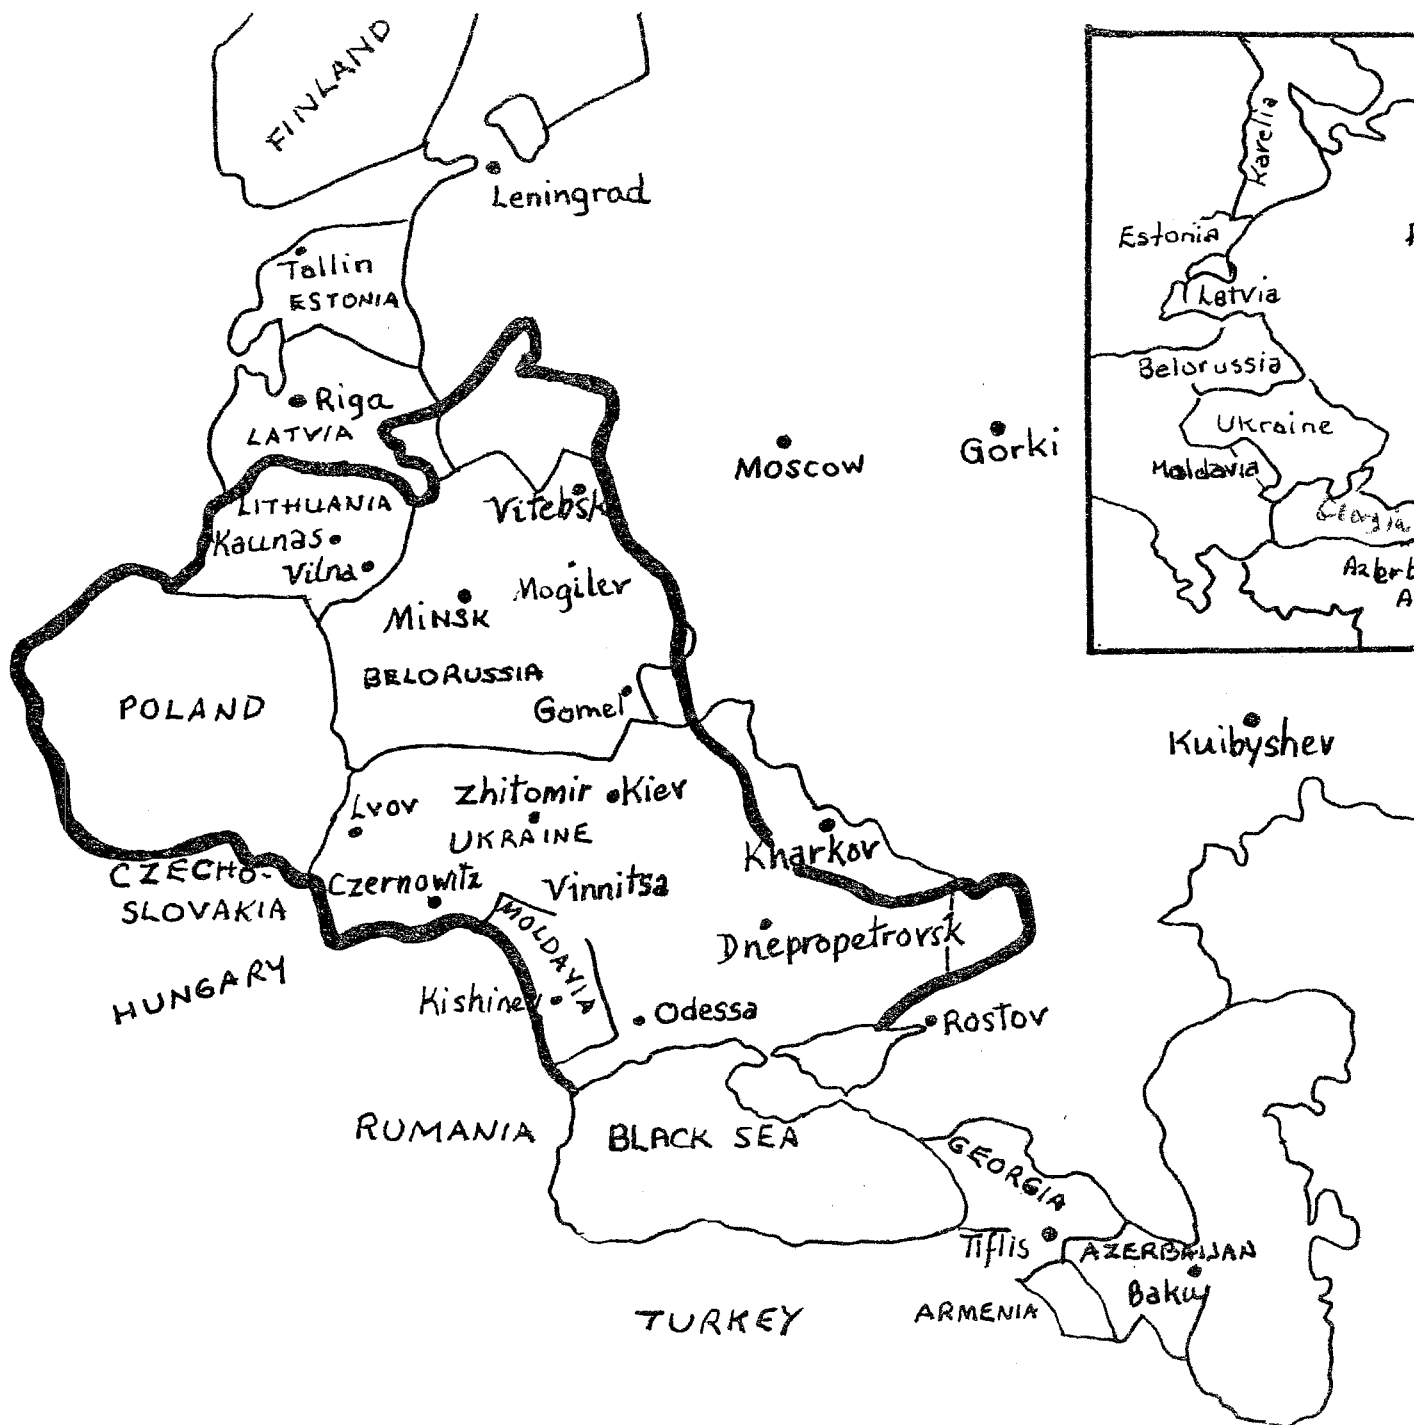 FINLAND
Leningrad
Tallin
ESTONIA
Riga
LATVIA
LITHUANIA
Kaunas
Vilna
Vitebsk
Mogilev
MINSK
BELORUSSIA
Gomel
POLAND
MOSCOW
Gorki
Kuibyshev
Lvov
Zhitomir
Kiev
UKRAINE
Kharkov
CZECHO-
SLOVAKIA
Czernowitz
Vinnitsa
MOLDAVIA
Dnepropetrovsk
HUNGARY
Kishinev
Odessa
Rostov
RUMANIA
BLACK SEA
GEORGIA
Tiflis
AZERBAIJAN
Baku
ARMENIA
TURKEY
Karelia
Estonia
Latvia
Belorussia
Ukraine
Moldavia
Georgia
Azerb
A